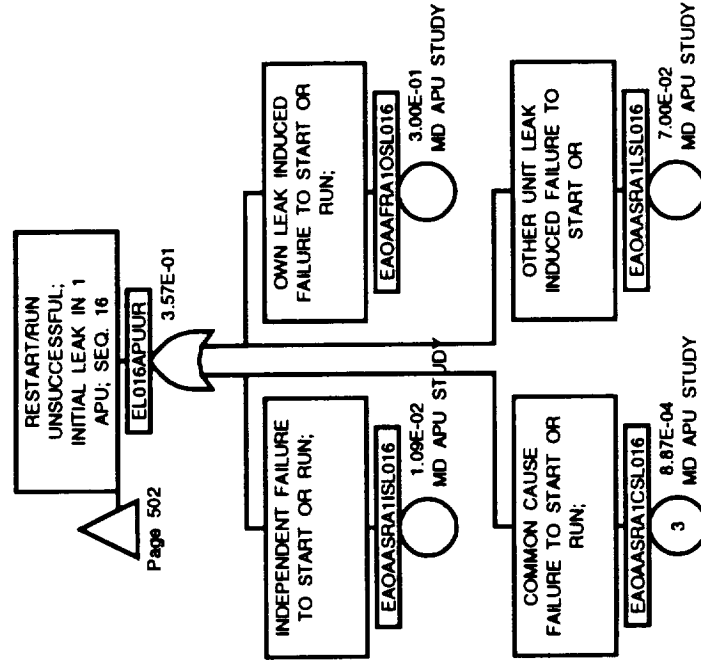 RESTART/RUN
UNSUCCESSFUL;
INITIAL LEAK IN 1
APU; SEQ. 16
EL016APUUR
3.57E-01
Page 502
INDEPENDENT FAILURE
TO START OR RUN;
EAOAASRA1ISL016
1.09E-02
MD APU STUDY
OWN LEAK INDUCED
FAILURE TO START OR
RUN;
EAOAAFRA1OSL016
3.00E-01
MD APU STUDY
COMMON CAUSE
FAILURE TO START OR
RUN;
EAOAASRA1CSL016
3
8.87E-04
MD APU STUDY
OTHER UNIT LEAK
INDUCED FAILURE TO
START OR
EAOAASRA1LSL016
7.00E-02
MD APU STUDY